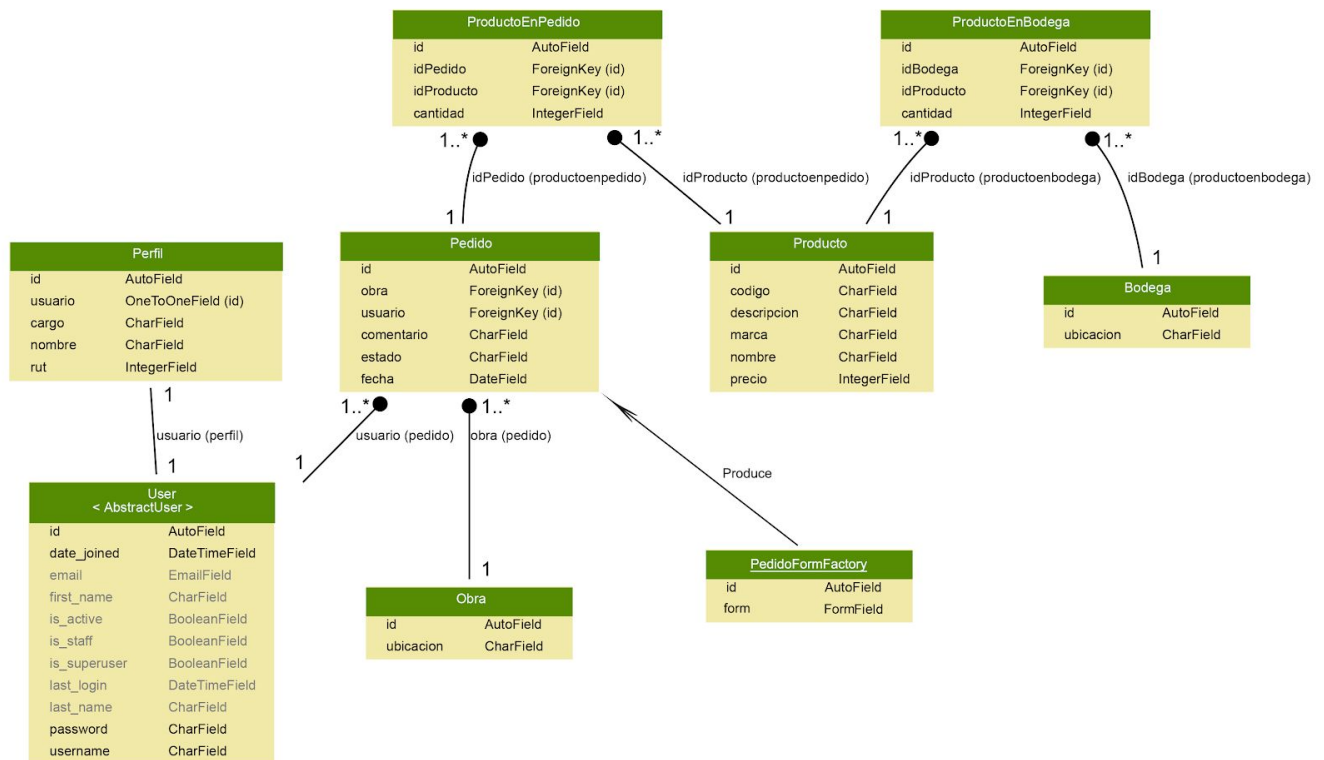 ProductoEnPedido
id AutoField
idPedido ForeignKey (id)
idProducto ForeignKey (id)
cantidad IntegerField
ProductoEnBodega
id AutoField
idBodega ForeignKey (id)
idProducto ForeignKey (id)
cantidad IntegerField
1..*
1..*
1..*
1..*
idPedido (productoenpedido)
idProducto (productoenpedido)
idProducto (productoenbodega)
idBodega (productoenbodega)
1
1
1
1
Perfil
id AutoField
usuario OneToOneField (id)
cargo CharField
nombre CharField
rut IntegerField
Pedido
id AutoField
obra ForeignKey (id)
usuario ForeignKey (id)
comentario CharField
estado CharField
fecha DateField
Producto
id AutoField
codigo CharField
descripcion CharField
marca CharField
nombre CharField
precio IntegerField
Bodega
id AutoField
ubicacion CharField
1
usuario (perfil)
1
1..*
usuario (pedido)
1
1..*
obra (pedido)
1
Produce
User
< AbstractUser >
id AutoField
date_joined DateTimeField
email EmailField
first_name CharField
is_active BooleanField
is_staff BooleanField
is_superuser BooleanField
last_login DateTimeField
last_name CharField
password CharField
username CharField
Obra
id AutoField
ubicacion CharField
PedidoFormFactory
id AutoField
form FormField